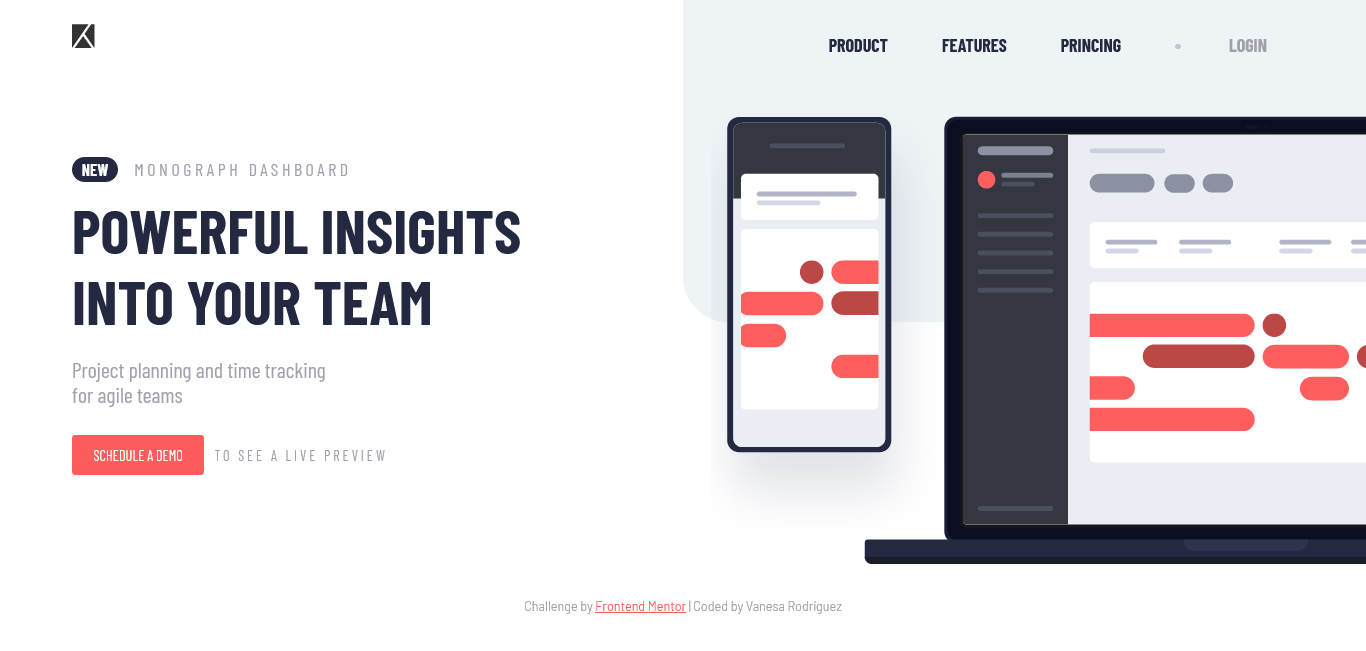 PRODUCT FEATURES PRINCING • LOGIN
NEW MONOGRAPH DASHBOARD
POWERFUL INSIGHTS
INTO YOUR TEAM
Project planning and time tracking
for agile teams
SCHEDULE A DEMO TO SEE A LIVE PREVIEW
Challenge by Frontend Mentor | Coded by Vanesa Rodríguez